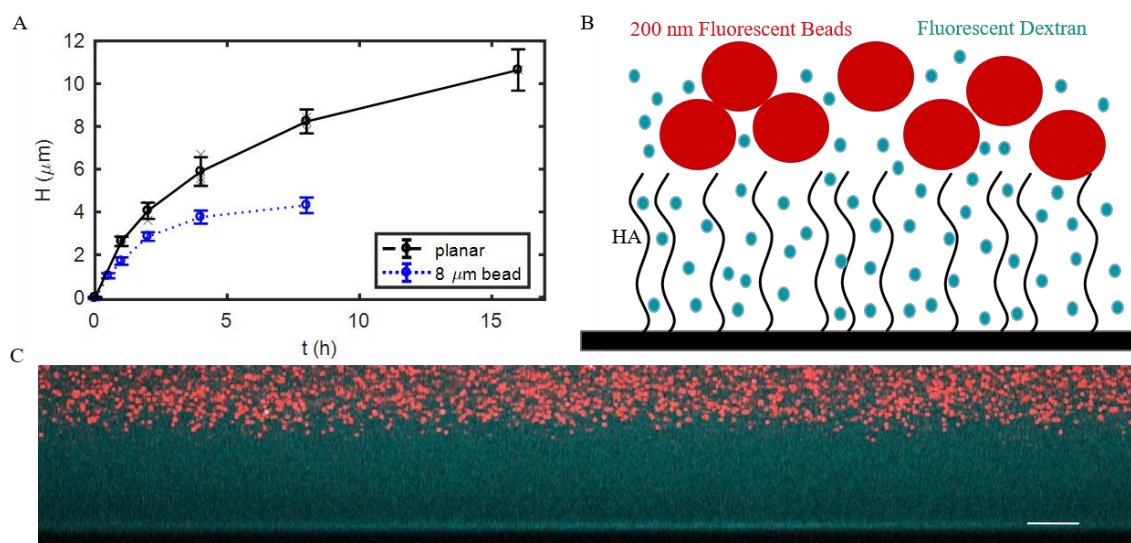 A
B
12
10
8
6
4
2
0
H (μm)
planar
8 μm bead
0
5
10
15
t (h)
200 nm Fluorescent Beads
Fluorescent Dextran
HA
C